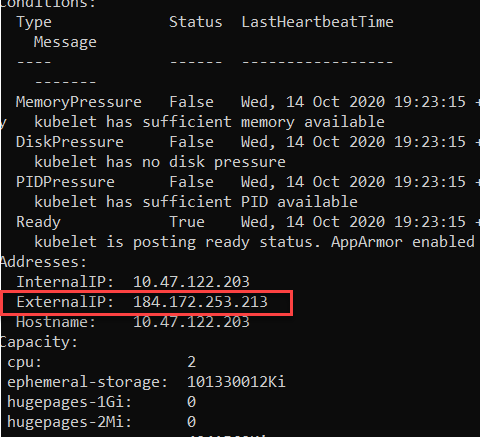 Conditions:
Type Status LastHeartbeatTime
Message
---- ------ -----------------
-------
MemoryPressure False Wed, 14 Oct 2020 19:23:15 +
y kubelet has sufficient memory available
DiskPressure False Wed, 14 Oct 2020 19:23:15 +
kubelet has no disk pressure
PIDPressure False Wed, 14 Oct 2020 19:23:15 +
kubelet has sufficient PID available
Ready True Wed, 14 Oct 2020 19:23:15 +
kubelet is posting ready status. AppArmor enabled
Addresses:
InternalIP: 10.47.122.203
ExternalIP: 184.172.253.213
Hostname: 10.47.122.203
Capacity:
cpu: 2
ephemeral-storage: 101330012Ki
hugepages-1Gi: 0
hugepages-2Mi: 0